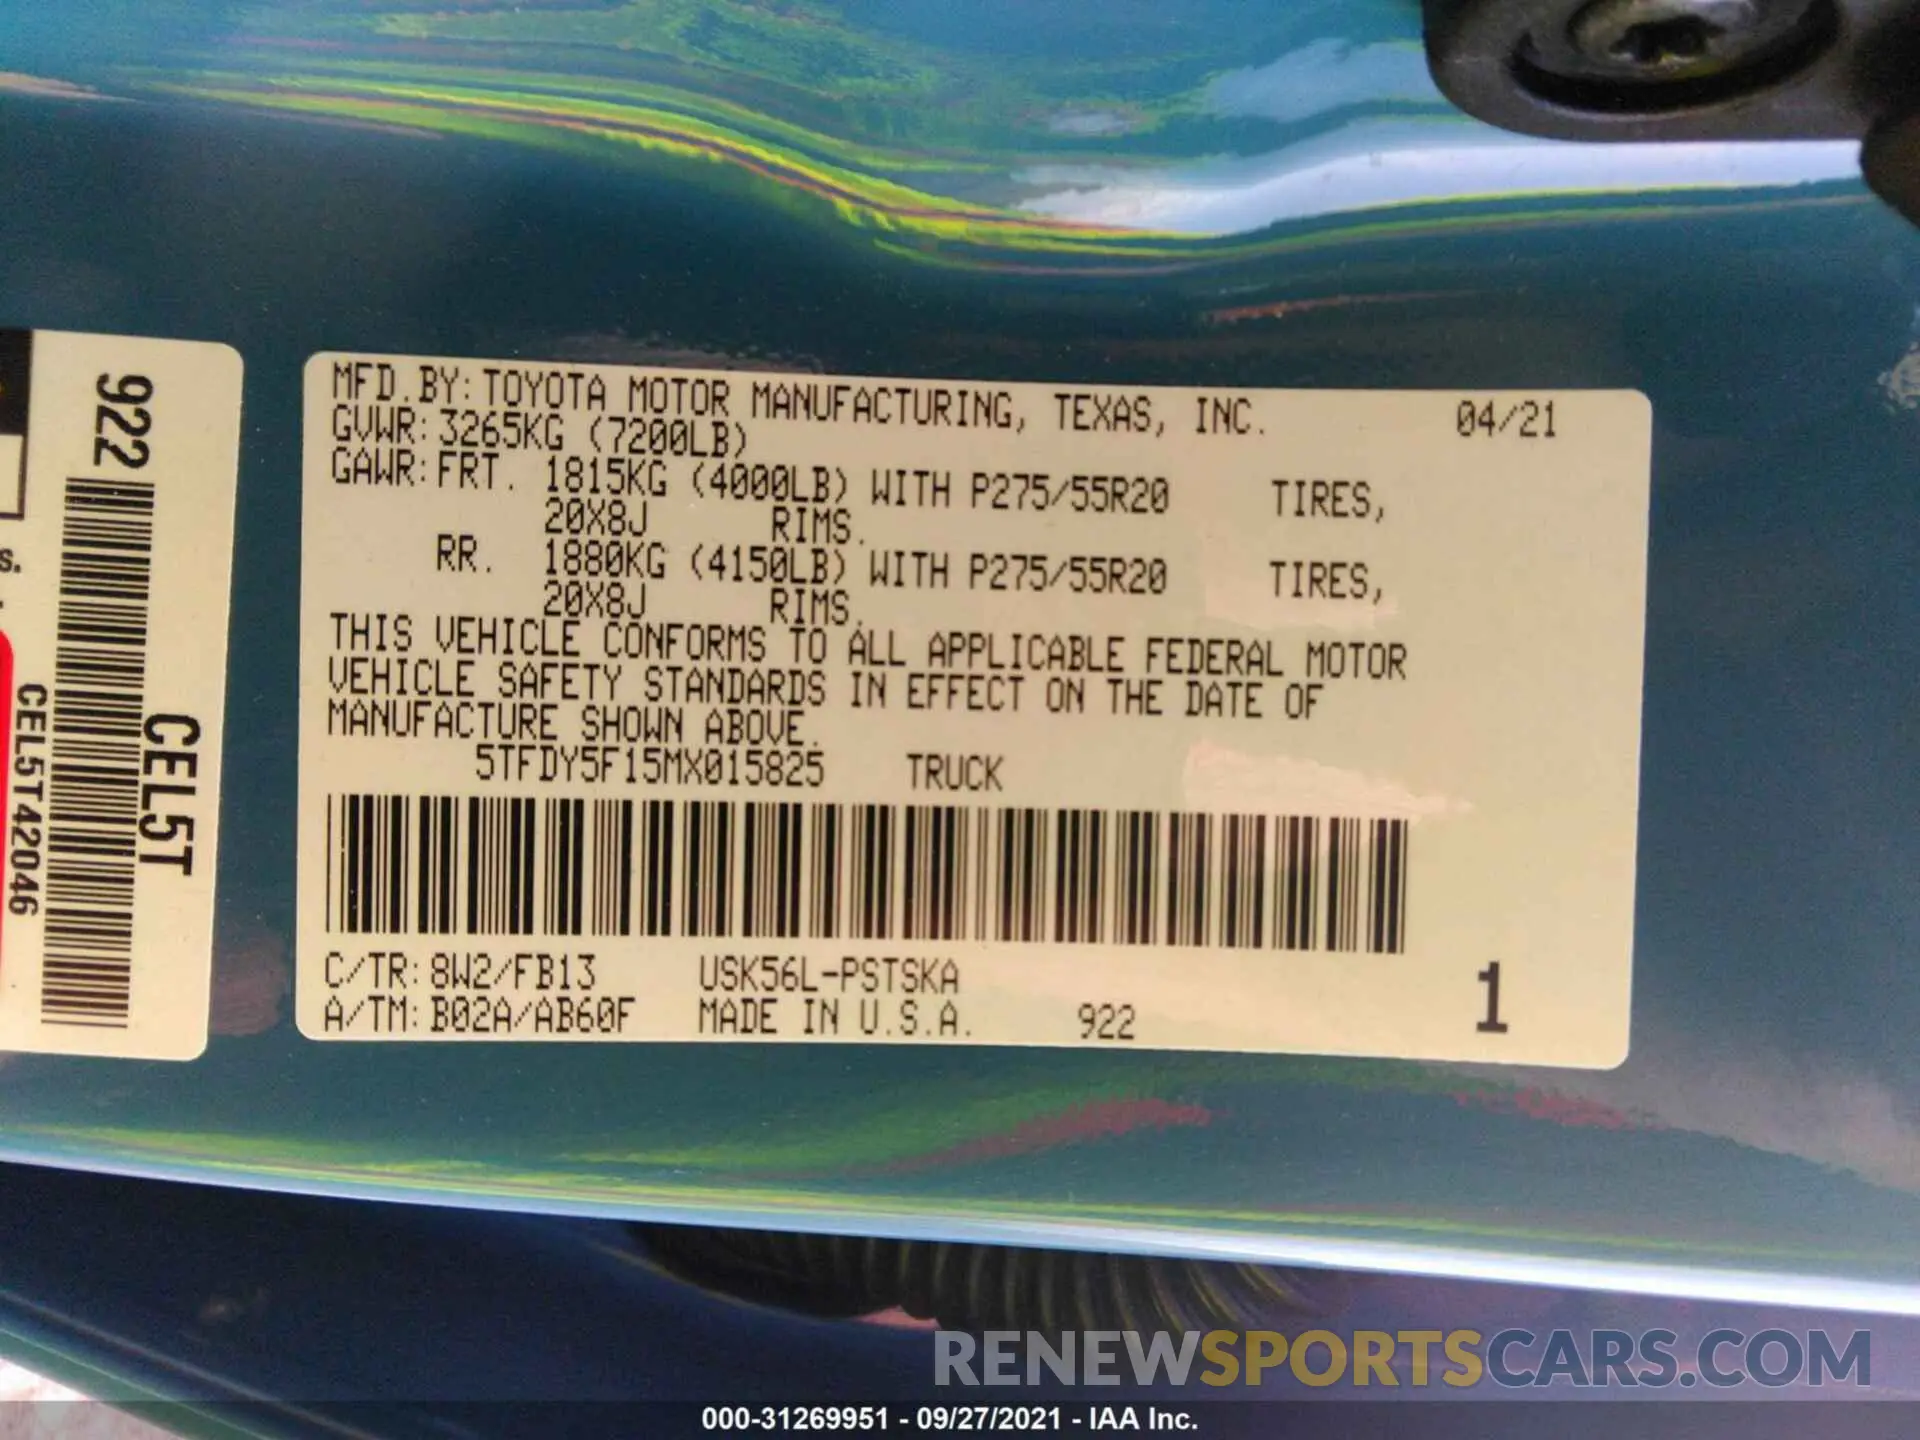 922
CEL5T
CEL5T42046
s.
MFD.BY:TOYOTA MOTOR MANUFACTURING, TEXAS, INC. 04/21
GVWR:3265KG (7200LB)
GAWR:FRT. 1815KG (4000LB) WITH P275/55R20 TIRES,
20X8J RIMS.
RR. 1880KG (4150LB) WITH P275/55R20 TIRES,
20X8J RIMS.
THIS VEHICLE CONFORMS TO ALL APPLICABLE FEDERAL MOTOR
VEHICLE SAFETY STANDARDS IN EFFECT ON THE DATE OF
MANUFACTURE SHOWN ABOVE.
5TFDY5F15MX015825 TRUCK
C/TR:8W2/FB13 USK56L-PSTSKA
A/TM:B02A/AB60F MADE IN U.S.A. 922 1
RENEWSPORTSCARS.COM
000-31269951 - 09/27/2021 - IAA Inc.